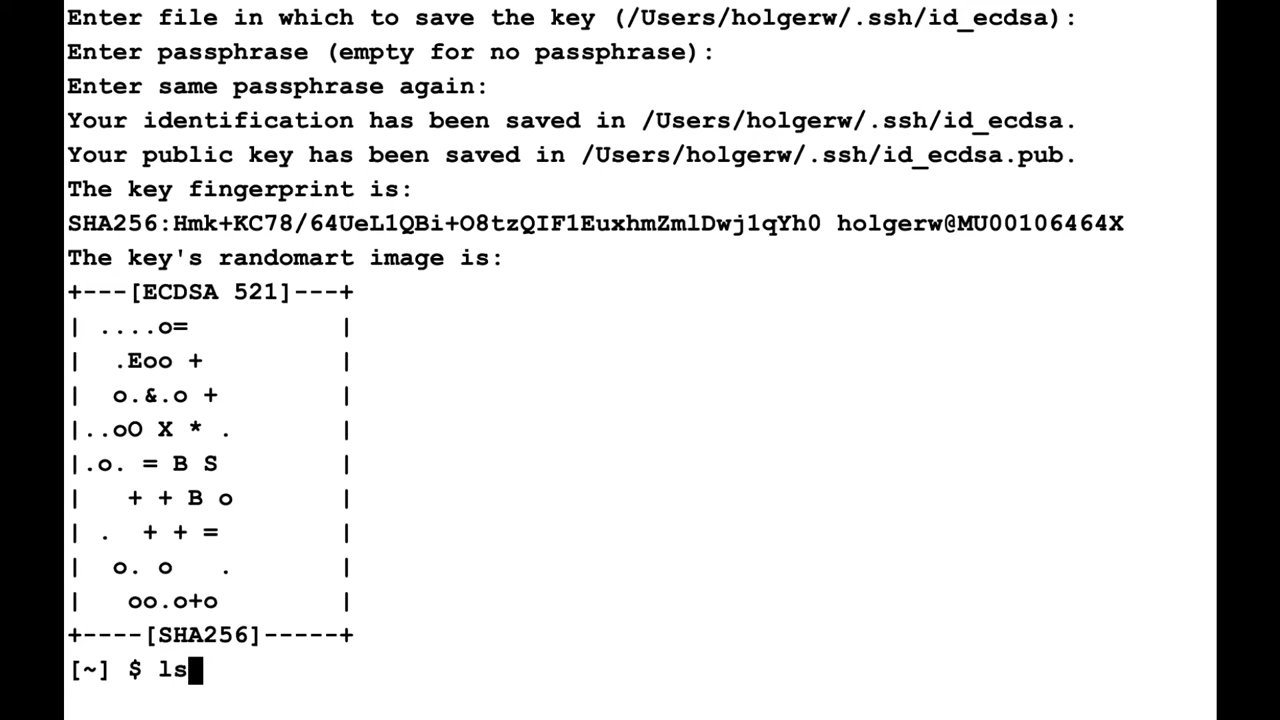 Enter file in which to save the key (/Users/holgerw/.ssh/id_ecdsa):
Enter passphrase (empty for no passphrase):
Enter same passphrase again:
Your identification has been saved in /Users/holgerw/.ssh/id_ecdsa.
Your public key has been saved in /Users/holgerw/.ssh/id_ecdsa.pub.
The key fingerprint is:
SHA256:Hmk+KC78/64UeL1QBi+O8tzQIF1EuxhmZmlDwj1qYh0 holgerw@MU00106464X
The key's randomart image is:
+---[ECDSA 521]---+
| ....o=          |
|  .Eoo +         |
|  o.&.o +        |
|..oO X * .       |
|.o. = B S        |
|   + + B o       |
| .  + + =        |
|  o. o   .       |
|   oo.o+o        |
+----[SHA256]-----+
[~] $ ls